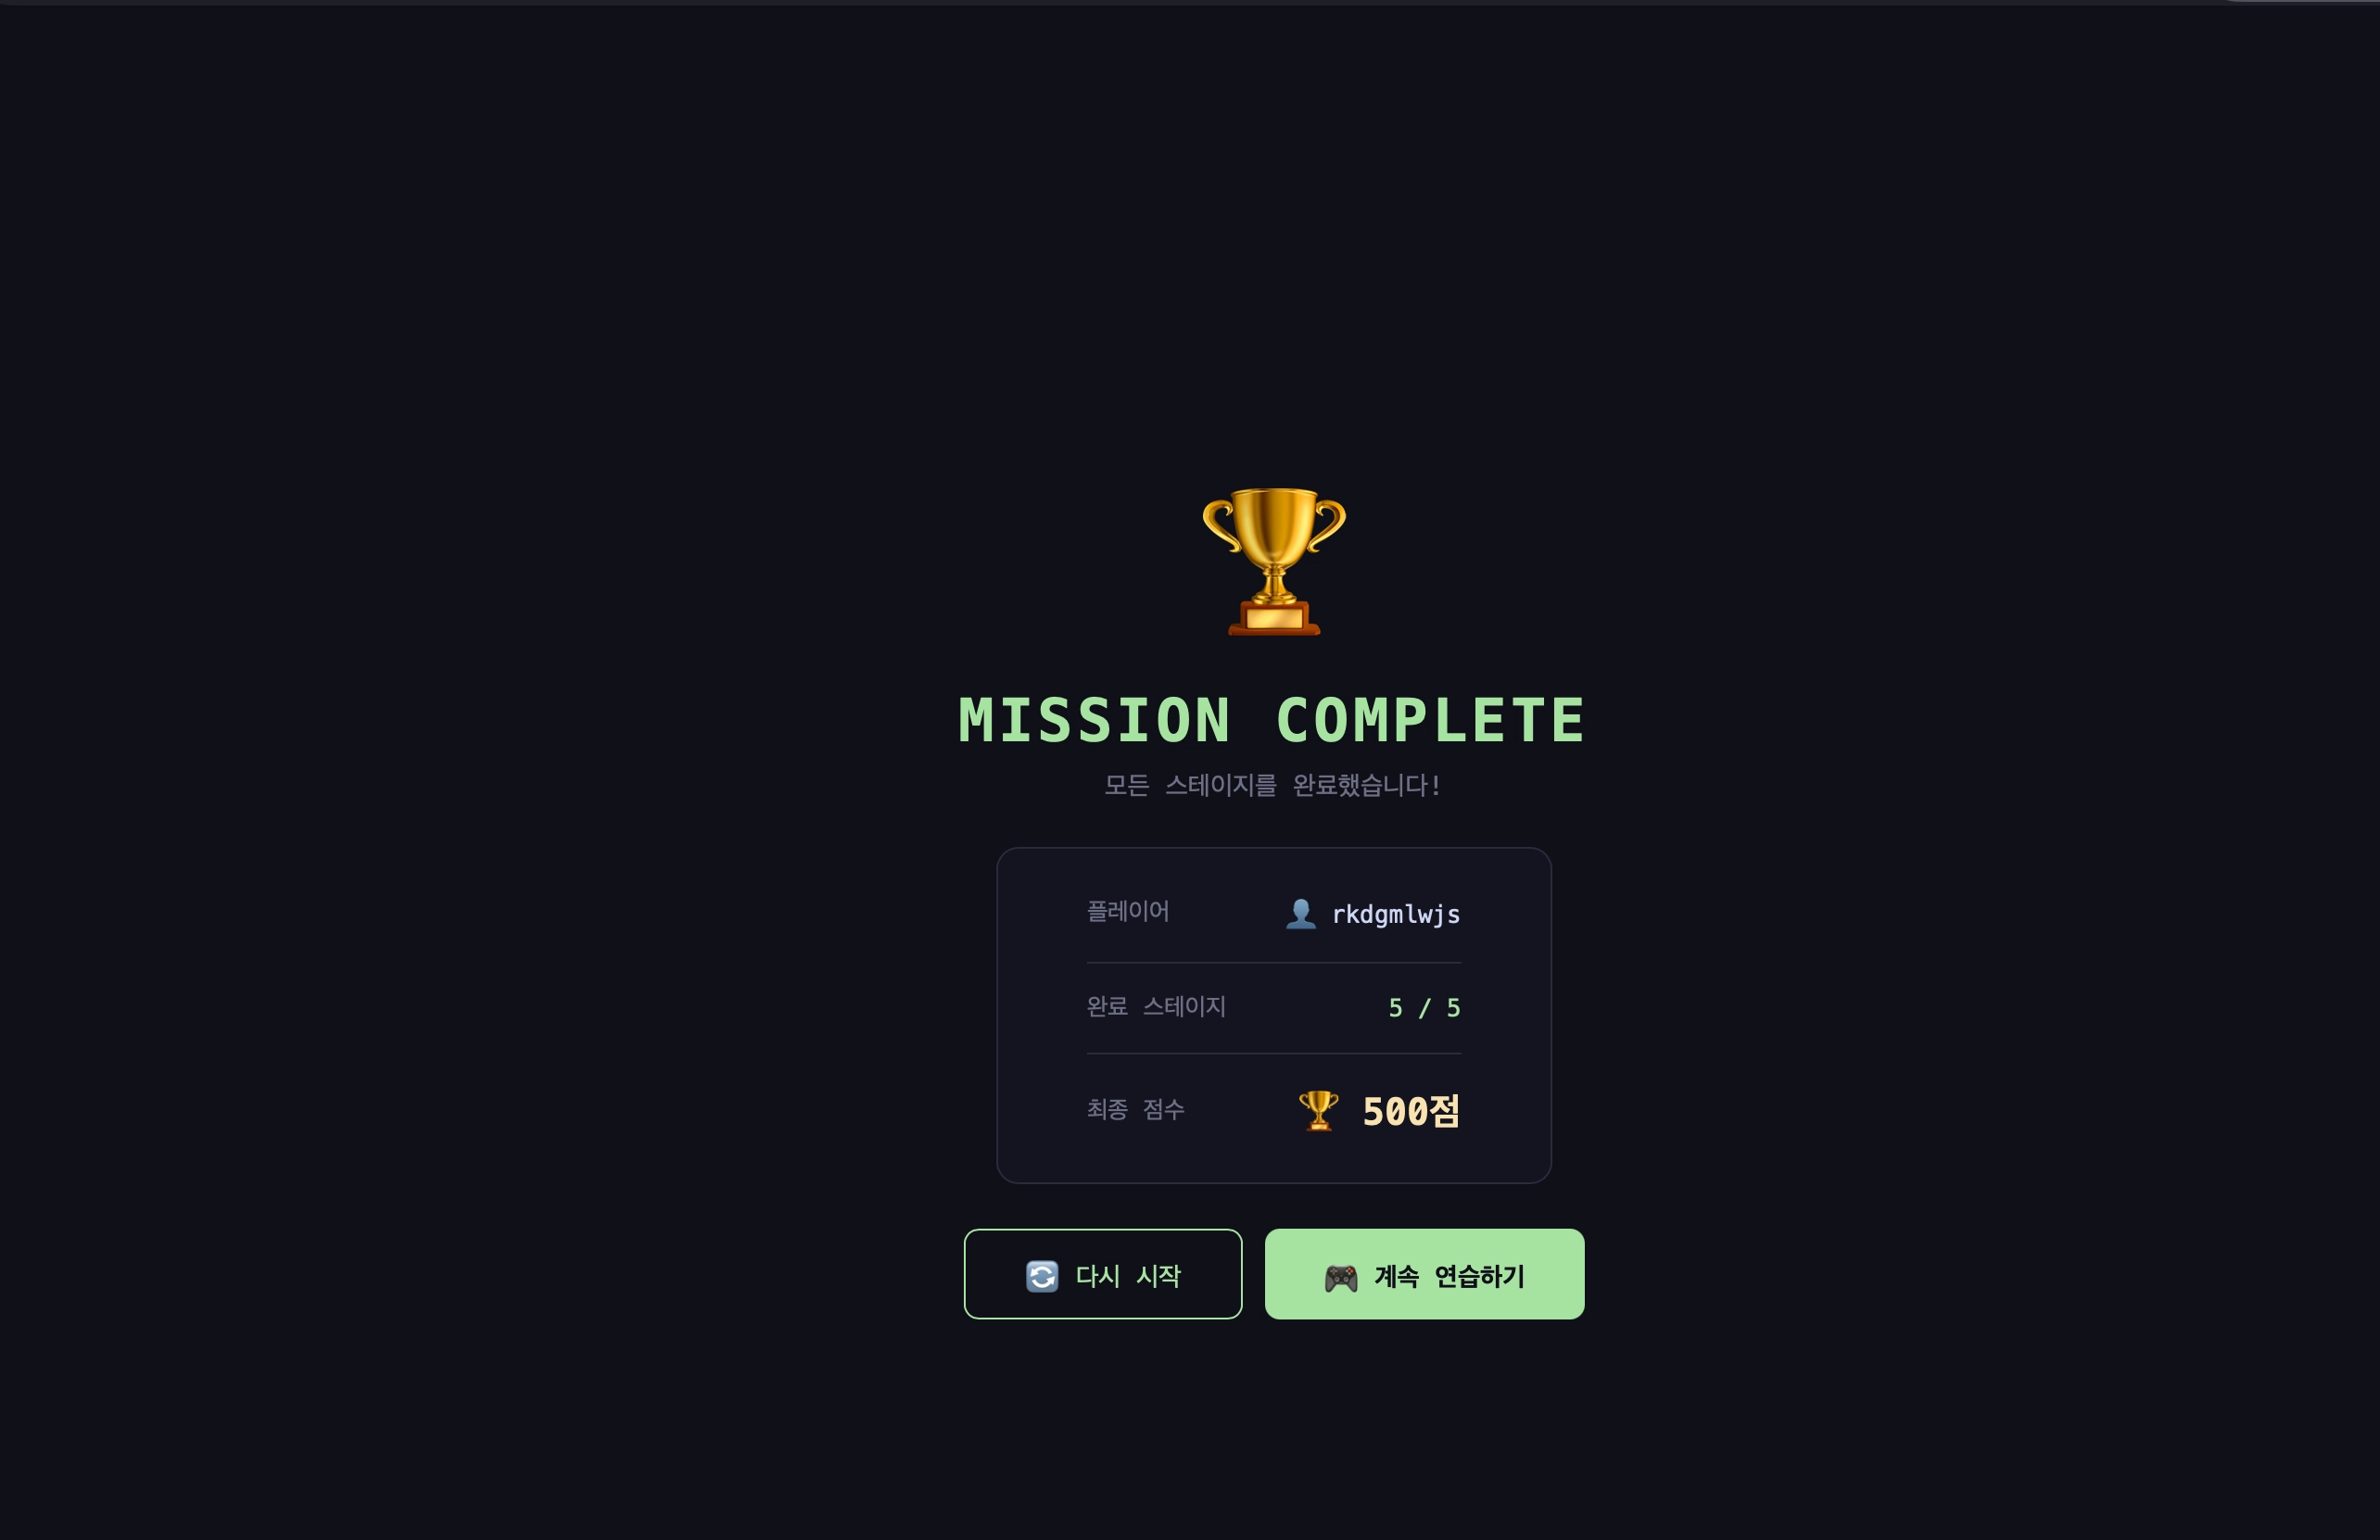 MISSION COMPLETE
모든 스테이지를 완료했습니다!
플레이어 rkdgmlwjs
완료 스테이지 5 / 5
최종 점수 500점
다시 시작 계속 연습하기